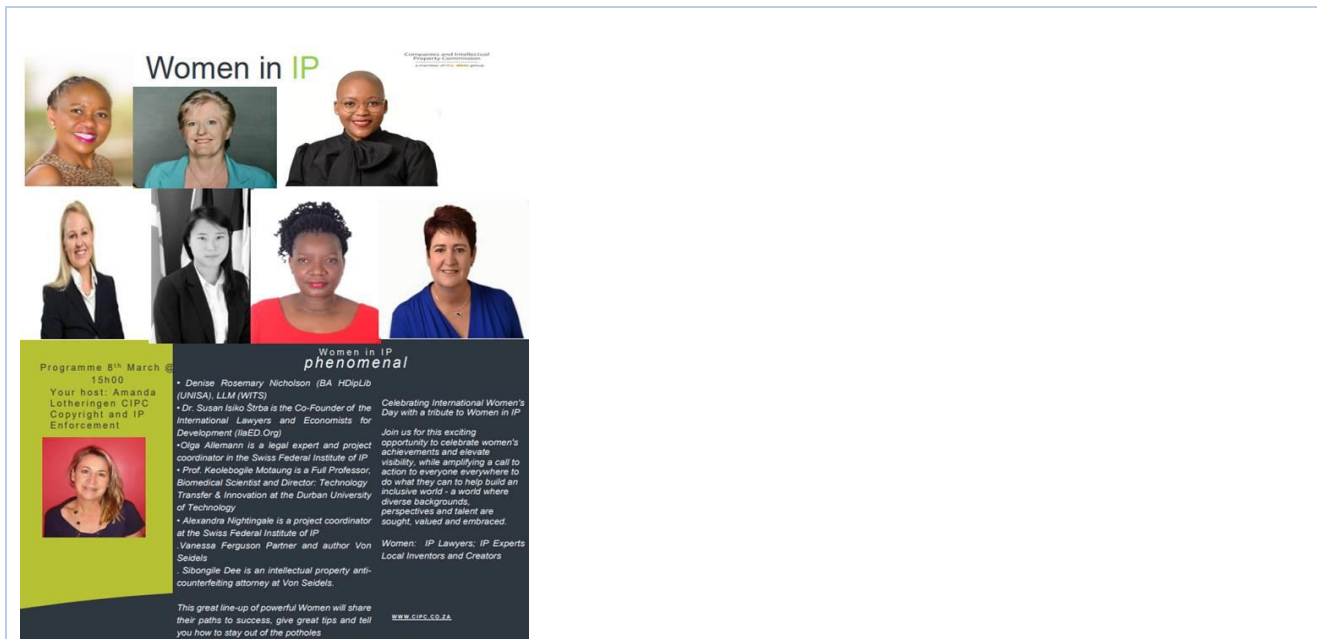 Women in IP
Companies and Intellectual
Property Commission
a member of the dtic group
Programme 8th March @
15h00
Your host: Amanda
Lotheringen CIPC
Copyright and IP
Enforcement
Women in IP
phenomenal
• Denise Rosemary Nicholson (BA HDipLib
(UNISA), LLM (WITS)
• Dr. Susan Isiko Štrba is the Co-Founder of the
International Lawyers and Economists for
Development (IlaED.Org)
•Olga Allemann is a legal expert and project
coordinator in the Swiss Federal Institute of IP
• Prof. Keolebogile Motaung is a Full Professor,
Biomedical Scientist and Director: Technology
Transfer & Innovation at the Durban University
of Technology
• Alexandra Nightingale is a project coordinator
at the Swiss Federal Institute of IP
.Vanessa Ferguson Partner and author Von
Seidels
. Sibongile Dee is an intellectual property anti-
counterfeiting attorney at Von Seidels.
This great line-up of powerful Women will share
their paths to success, give great tips and tell
you how to stay out of the potholes
Celebrating International Women's
Day with a tribute to Women in IP
Join us for this exciting
opportunity to celebrate women's
achievements and elevate
visibility, while amplifying a call to
action to everyone everywhere to
do what they can to help build an
inclusive world - a world where
diverse backgrounds,
perspectives and talent are
sought, valued and embraced.
Women: IP Lawyers; IP Experts
Local Inventors and Creators
WWW.CIPC.CO.ZA